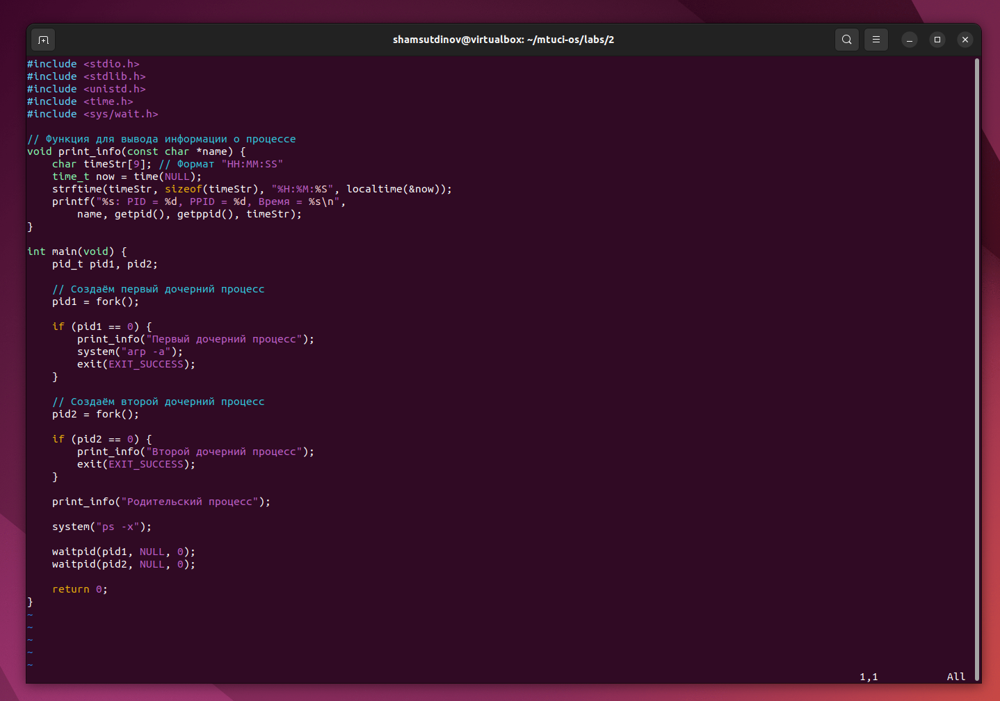 shamsutdinov@virtualbox: ~/mtuci-os/labs/2
#include <stdio.h>
#include <stdlib.h>
#include <unistd.h>
#include <time.h>
#include <sys/wait.h>

// Функция для вывода информации о процессе
void print_info(const char *name) {
    char timeStr[9]; // Формат "HH:MM:SS"
    time_t now = time(NULL);
    strftime(timeStr, sizeof(timeStr), "%H:%M:%S", localtime(&now));
    printf("%s: PID = %d, PPID = %d, Время = %s\n",
        name, getpid(), getppid(), timeStr);
}

int main(void) {
    pid_t pid1, pid2;

    // Создаём первый дочерний процесс
    pid1 = fork();

    if (pid1 == 0) {
        print_info("Первый дочерний процесс");
        system("arp -a");
        exit(EXIT_SUCCESS);
    }

    // Создаём второй дочерний процесс
    pid2 = fork();

    if (pid2 == 0) {
        print_info("Второй дочерний процесс");
        exit(EXIT_SUCCESS);
    }

    print_info("Родительский процесс");

    system("ps -x");

    waitpid(pid1, NULL, 0);
    waitpid(pid2, NULL, 0);

    return 0;
}
~
~
~
~
~
1,1 All